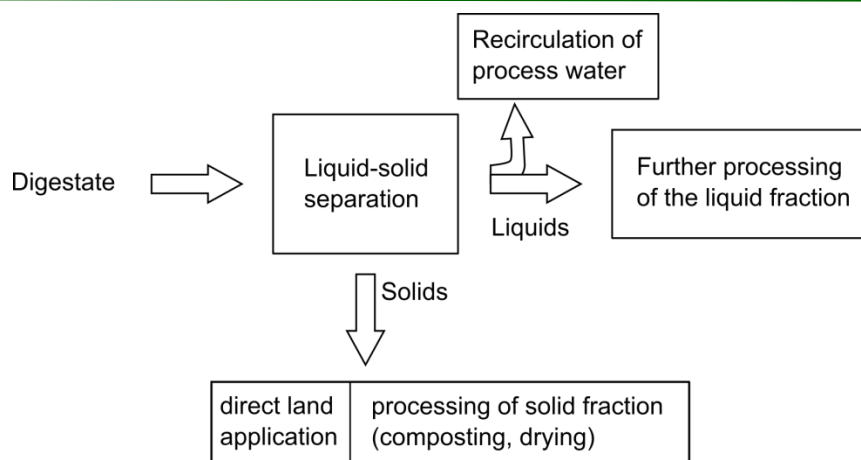 Recirculation of
process water
Digestate
Liquid-solid
separation
Further processing
of the liquid fraction
Liquids
Solids
direct land
application
processing of solid fraction
(composting, drying)